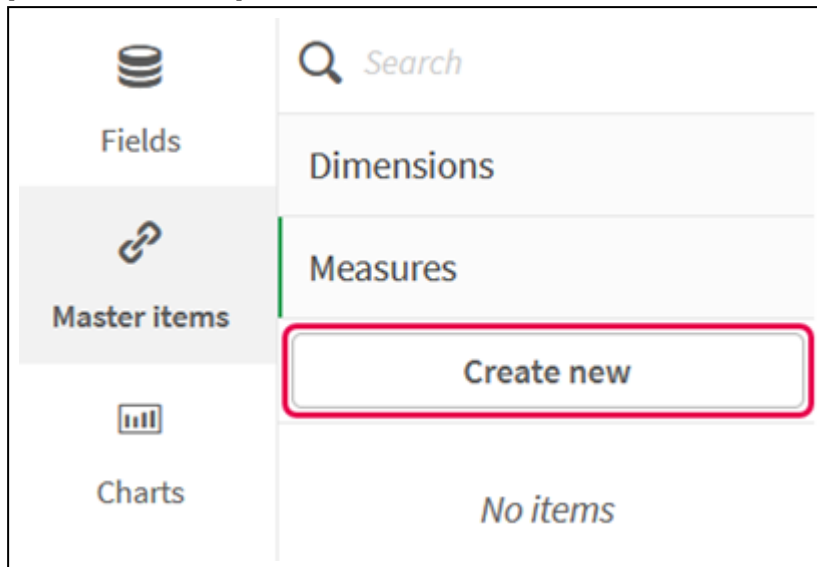 Fields
Master items
Charts
Search
Dimensions
Measures
Create new
No items